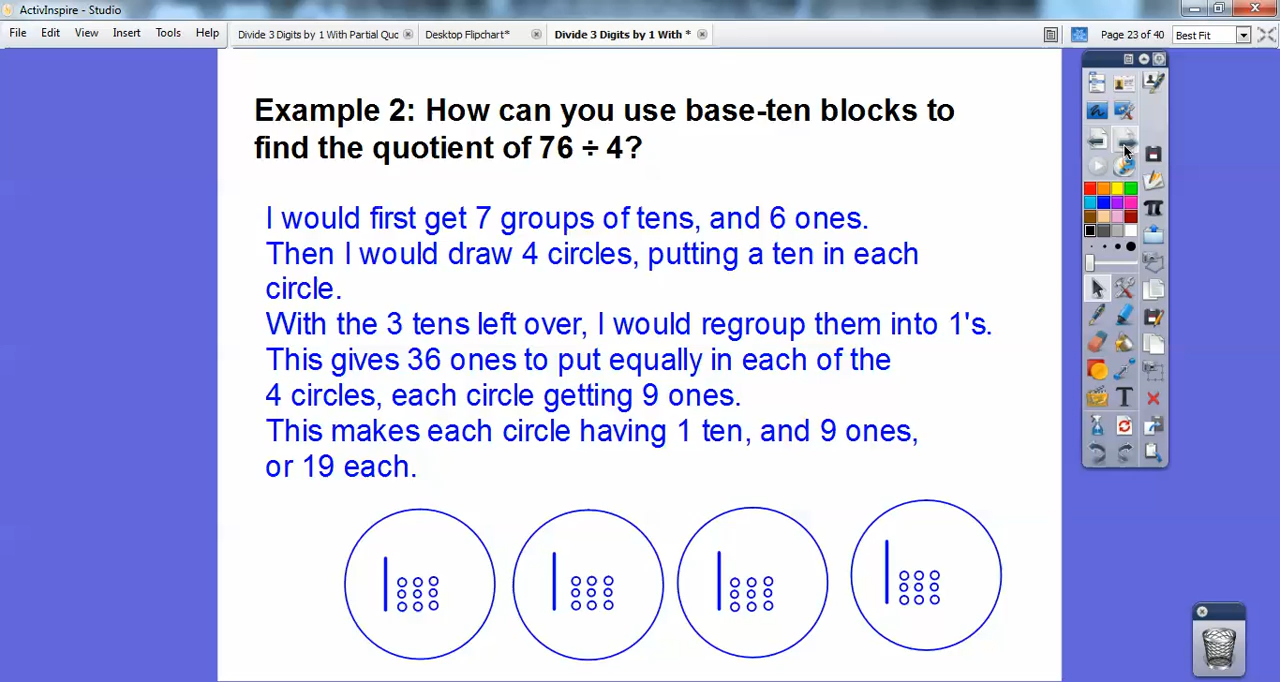 ActivInspire - Studio
File Edit View Insert Tools Help
Divide 3 Digits by 1 With Partial Quc
Desktop Flipchart*
Divide 3 Digits by 1 With *
Page 23 of 40
Best Fit
Example 2: How can you use base-ten blocks to
find the quotient of 76 ÷ 4?
I would first get 7 groups of tens, and 6 ones.
Then I would draw 4 circles, putting a ten in each
circle.
With the 3 tens left over, I would regroup them into 1's.
This gives 36 ones to put equally in each of the
4 circles, each circle getting 9 ones.
This makes each circle having 1 ten, and 9 ones,
or 19 each.